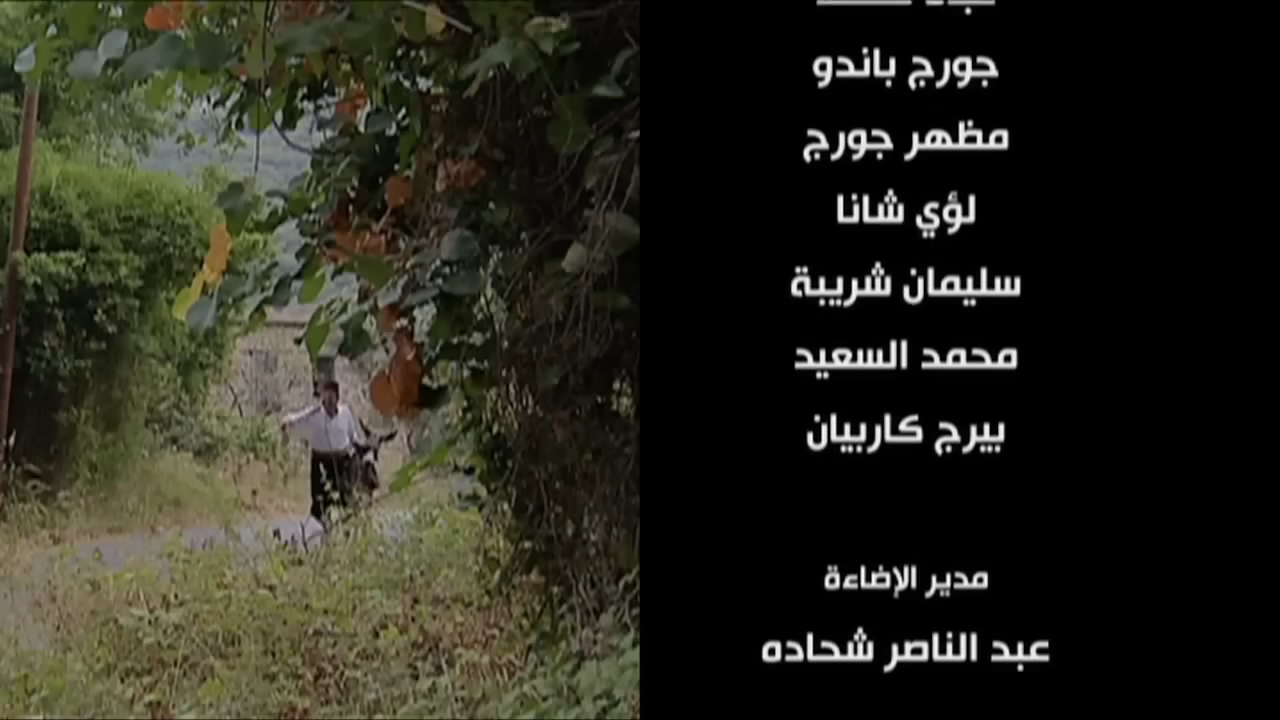 جورج باندو
مظهر جورج
لؤي شانا
سليمان شريبة
محمد السعيد
بيرج كاربيان
مدير الإضاءة
عبد الناصر شحاده